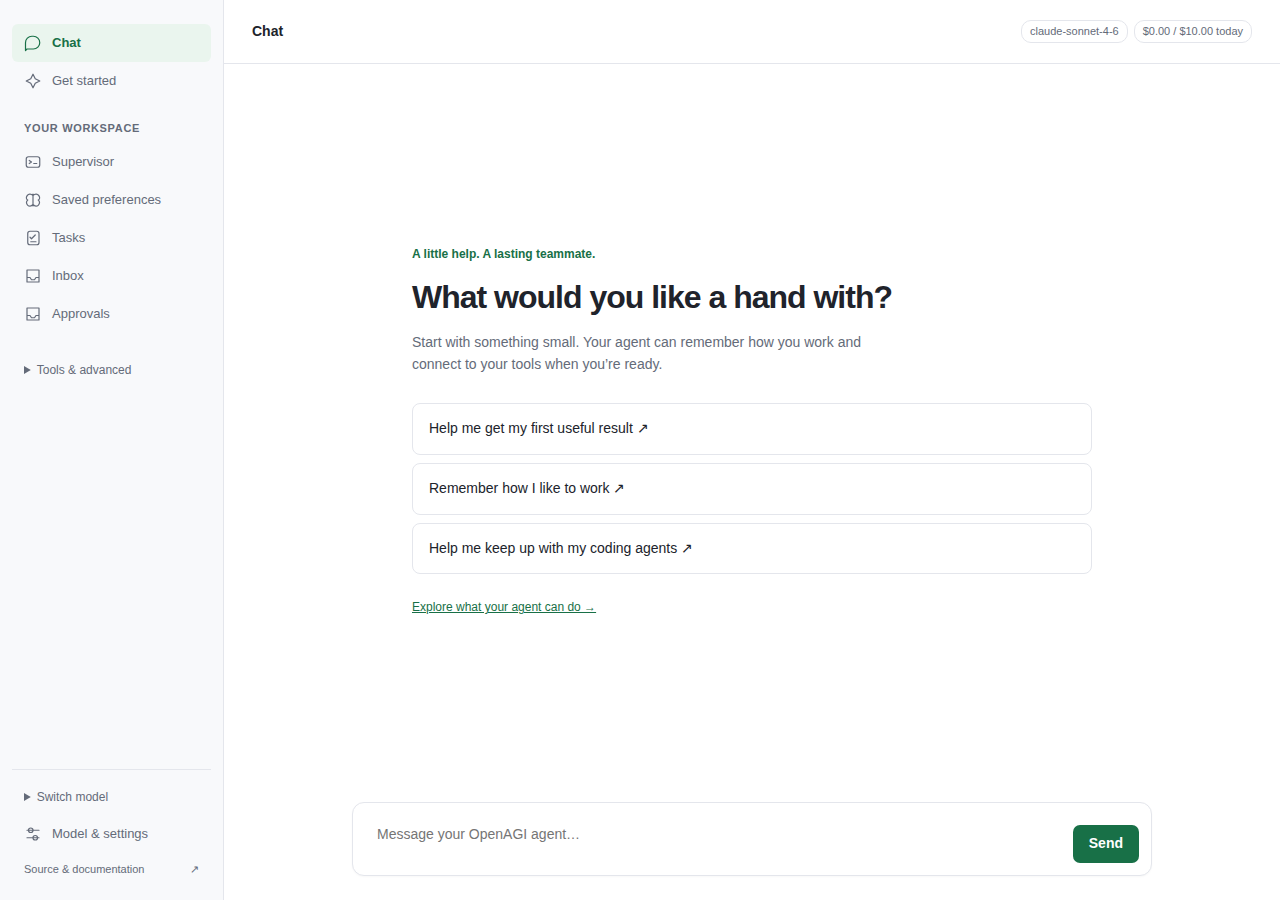 Chat
Get started
YOUR WORKSPACE
Supervisor
Saved preferences
Tasks
Inbox
Approvals
Tools & advanced
Switch model
Model & settings
Source & documentation ↗
Chat
claude-sonnet-4-6
$0.00 / $10.00 today
A little help. A lasting teammate.
What would you like a hand with?
Start with something small. Your agent can remember how you work and
connect to your tools when you’re ready.
Help me get my first useful result ↗
Remember how I like to work ↗
Help me keep up with my coding agents ↗
Explore what your agent can do →
Message your OpenAGI agent…
Send